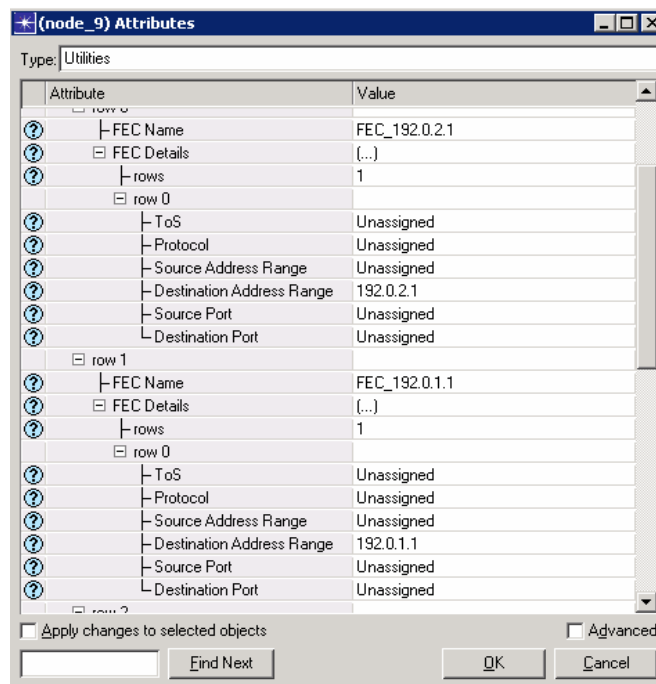 (node_9) Attributes
Type: Utilities
Attribute Value
FEC Name FEC_192.0.2.1
FEC Details (...)
rows 1
row 0
ToS Unassigned
Protocol Unassigned
Source Address Range Unassigned
Destination Address Range 192.0.2.1
Source Port Unassigned
Destination Port Unassigned
row 1
FEC Name FEC_192.0.1.1
FEC Details (...)
rows 1
row 0
ToS Unassigned
Protocol Unassigned
Source Address Range Unassigned
Destination Address Range 192.0.1.1
Source Port Unassigned
Destination Port Unassigned
Apply changes to selected objects Advanced
Find Next OK Cancel